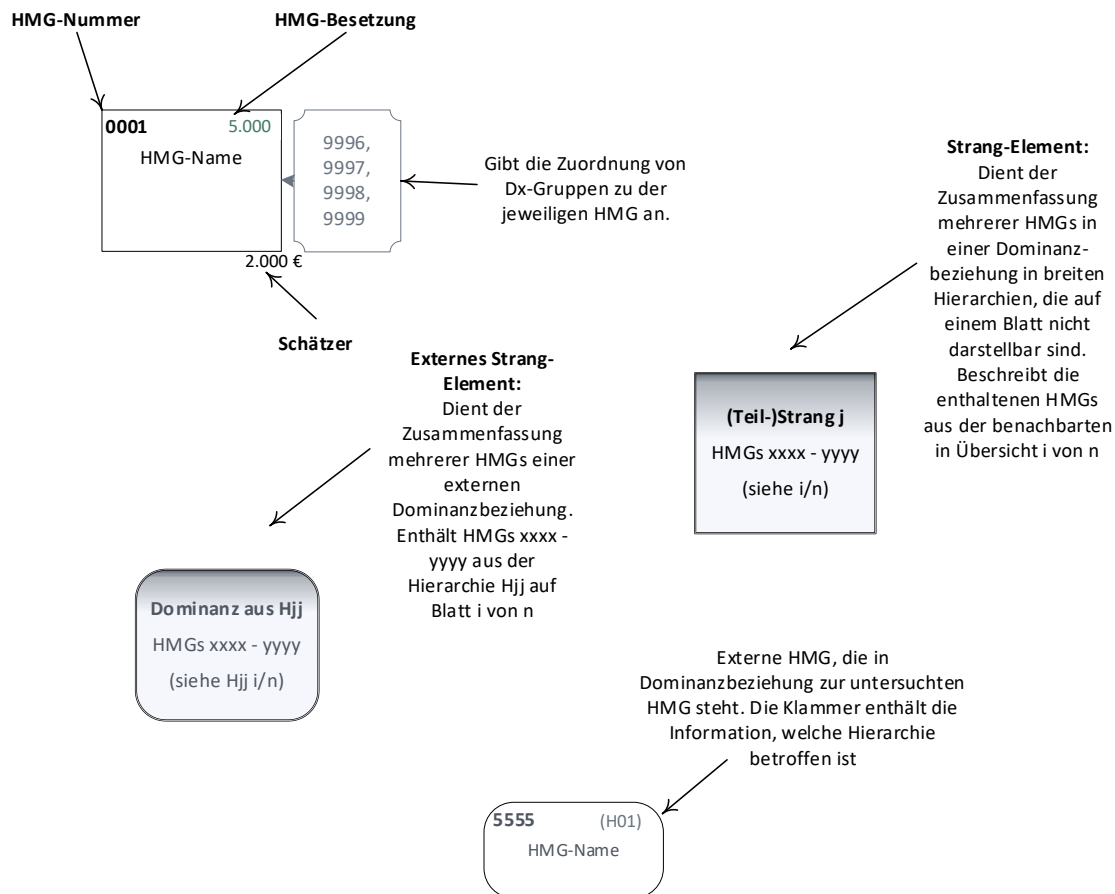 HMG-Nummer
HMG-Besetzung
0001
5.000
HMG-Name
9996,
9997,
9998,
9999
Gibt die Zuordnung von
Dx-Gruppen zu der
jeweiligen HMG an.
2.000 €
Schätzer
Strang-Element:
Dient der
Zusammenfassung
mehrerer HMGs in
einer Dominanz-
beziehung in breiten
Hierarchien, die auf
einem Blatt nicht
darstellbar sind.
Beschreibt die
enthaltenen HMGs
aus der benachbarten
in Übersicht i von n
Externes Strang-
Element:
Dient der
Zusammenfassung
mehrerer HMGs einer
externen
Dominanzbeziehung.
Enthält HMGs xxxx -
yyyy aus der
Hierarchie Hjj auf
Blatt i von n
(Teil-)Strang j
HMGs xxxx - yyyy
(siehe i/n)
Dominanz aus Hjj
HMGs xxxx - yyyy
(siehe Hjj i/n)
Externe HMG, die in
Dominanzbeziehung zur untersuchten
HMG steht. Die Klammer enthält die
Information, welche Hierarchie
betroffen ist
5555
(H01)
HMG-Name